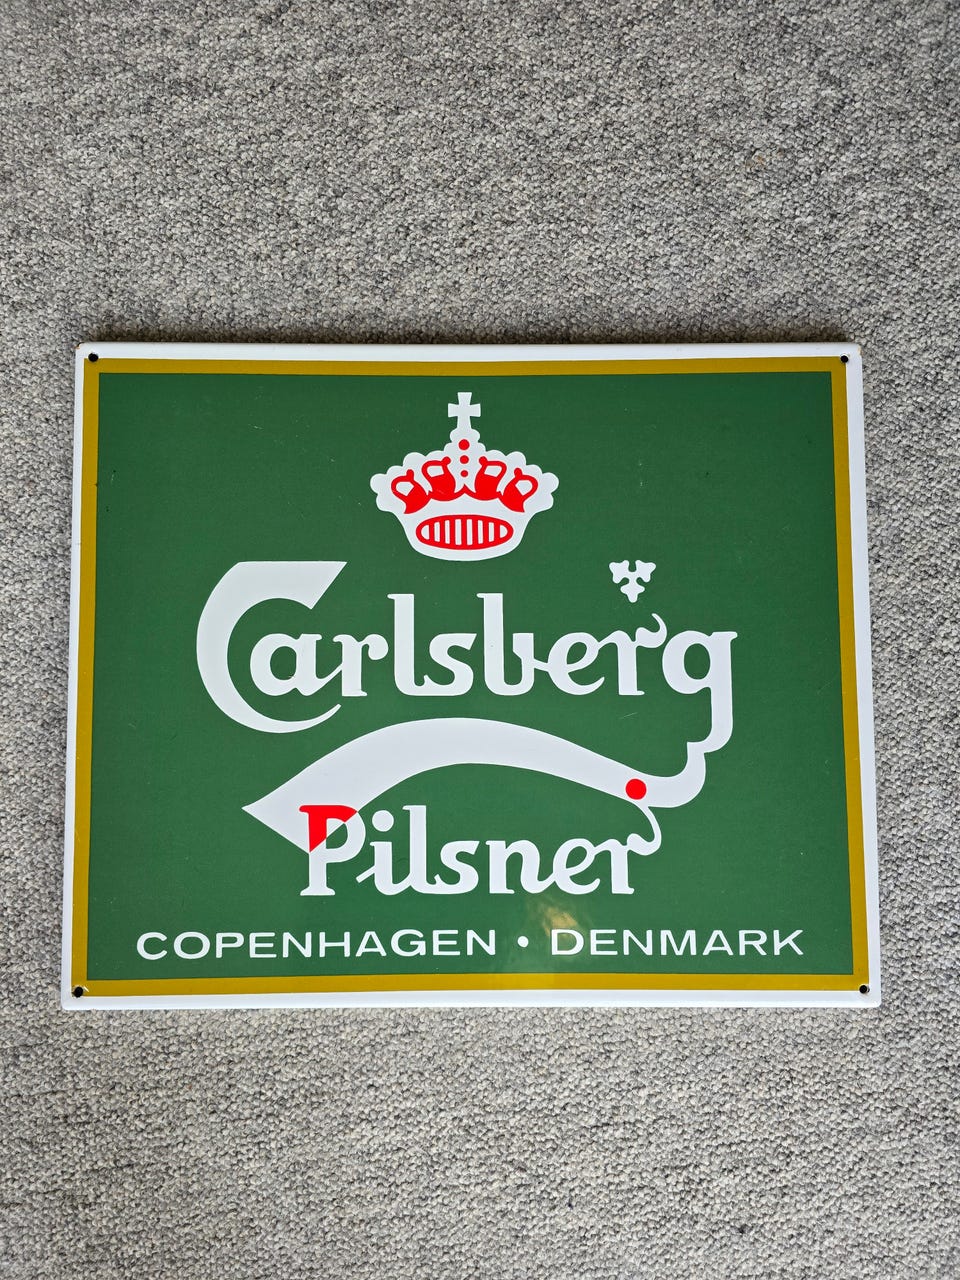 Carlsberg
Pilsner
COPENHAGEN • DENMARK